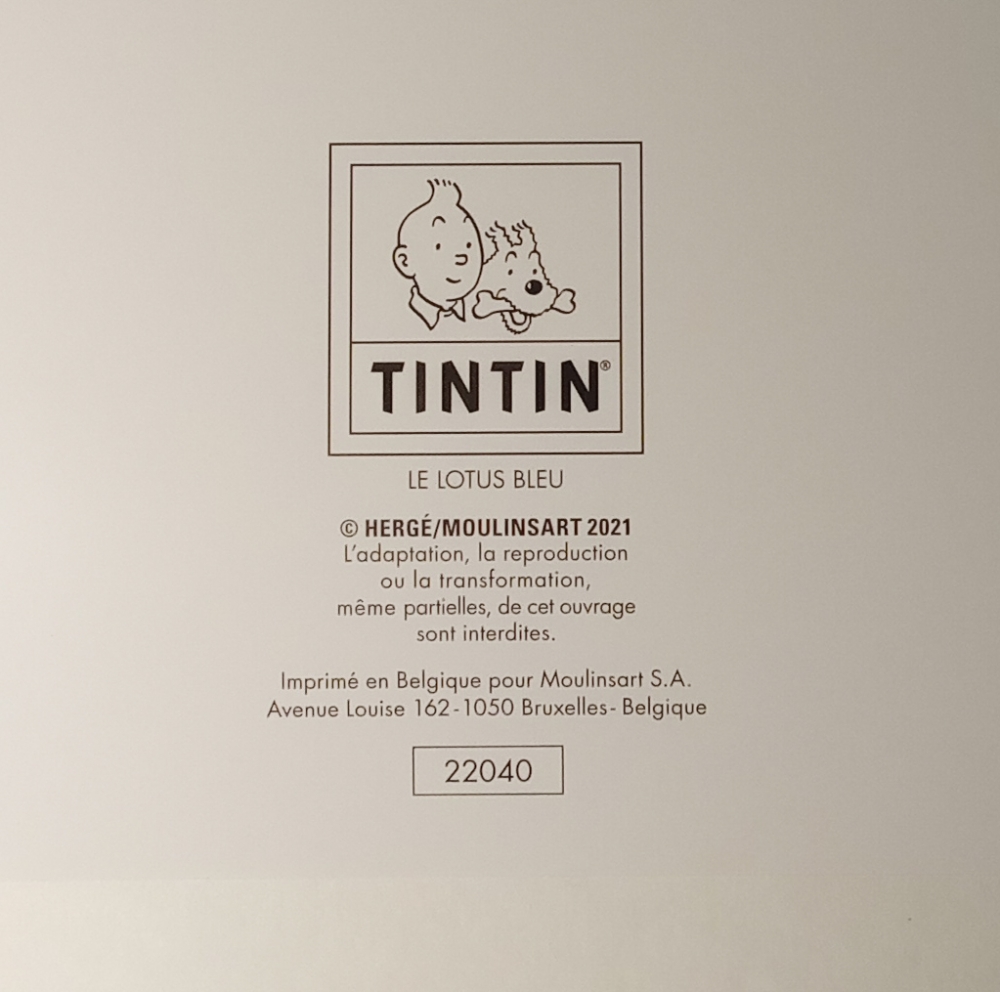 TINTIN®
LE LOTUS BLEU
© HERGÉ/MOULINSART 2021
L'adaptation, la reproduction
ou la transformation,
même partielles, de cet ouvrage
sont interdites.
Imprimé en Belgique pour Moulinsart S.A.
Avenue Louise 162-1050 Bruxelles- Belgique
22040